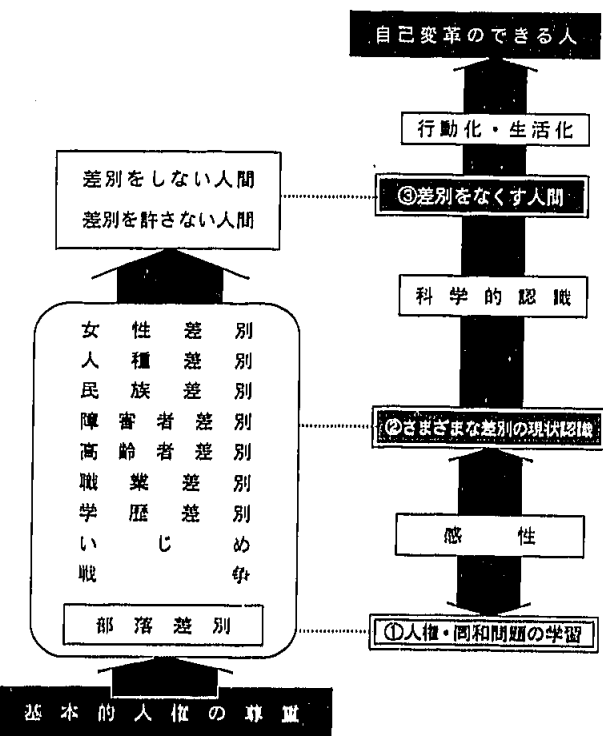 自己変革のできる人
行動化・生活化
差別をしない人間
差別を許さない人間
③差別をなくす人間
科学的認識
女性差別
人種差別
民族差別
障害者差別
高齢者差別
職業差別
学歴差別
いじめ
戦争
部落差別
②さまざまな差別の現状認識
感性
①人権・同和問題の学習
基本的人権の尊重